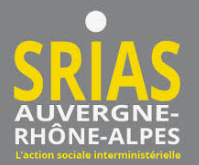 SRIAS
AUVERGNE-
RHÔNE-ALPES
L'action sociale interministérielle